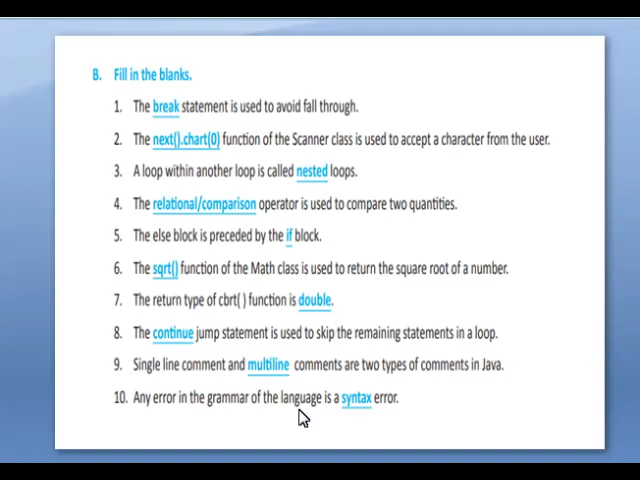 B. Fill in the blanks.
1. The break statement is used to avoid fall through.
2. The next().chart(0) function of the Scanner class is used to accept a character from the user.
3. A loop within another loop is called nested loops.
4. The relational/comparison operator is used to compare two quantities.
5. The else block is preceded by the if block.
6. The sqrt() function of the Math class is used to return the square root of a number.
7. The return type of cbrt( ) function is double.
8. The continue jump statement is used to skip the remaining statements in a loop.
9. Single line comment and multiline comments are two types of comments in Java.
10. Any error in the grammar of the language is a syntax error.